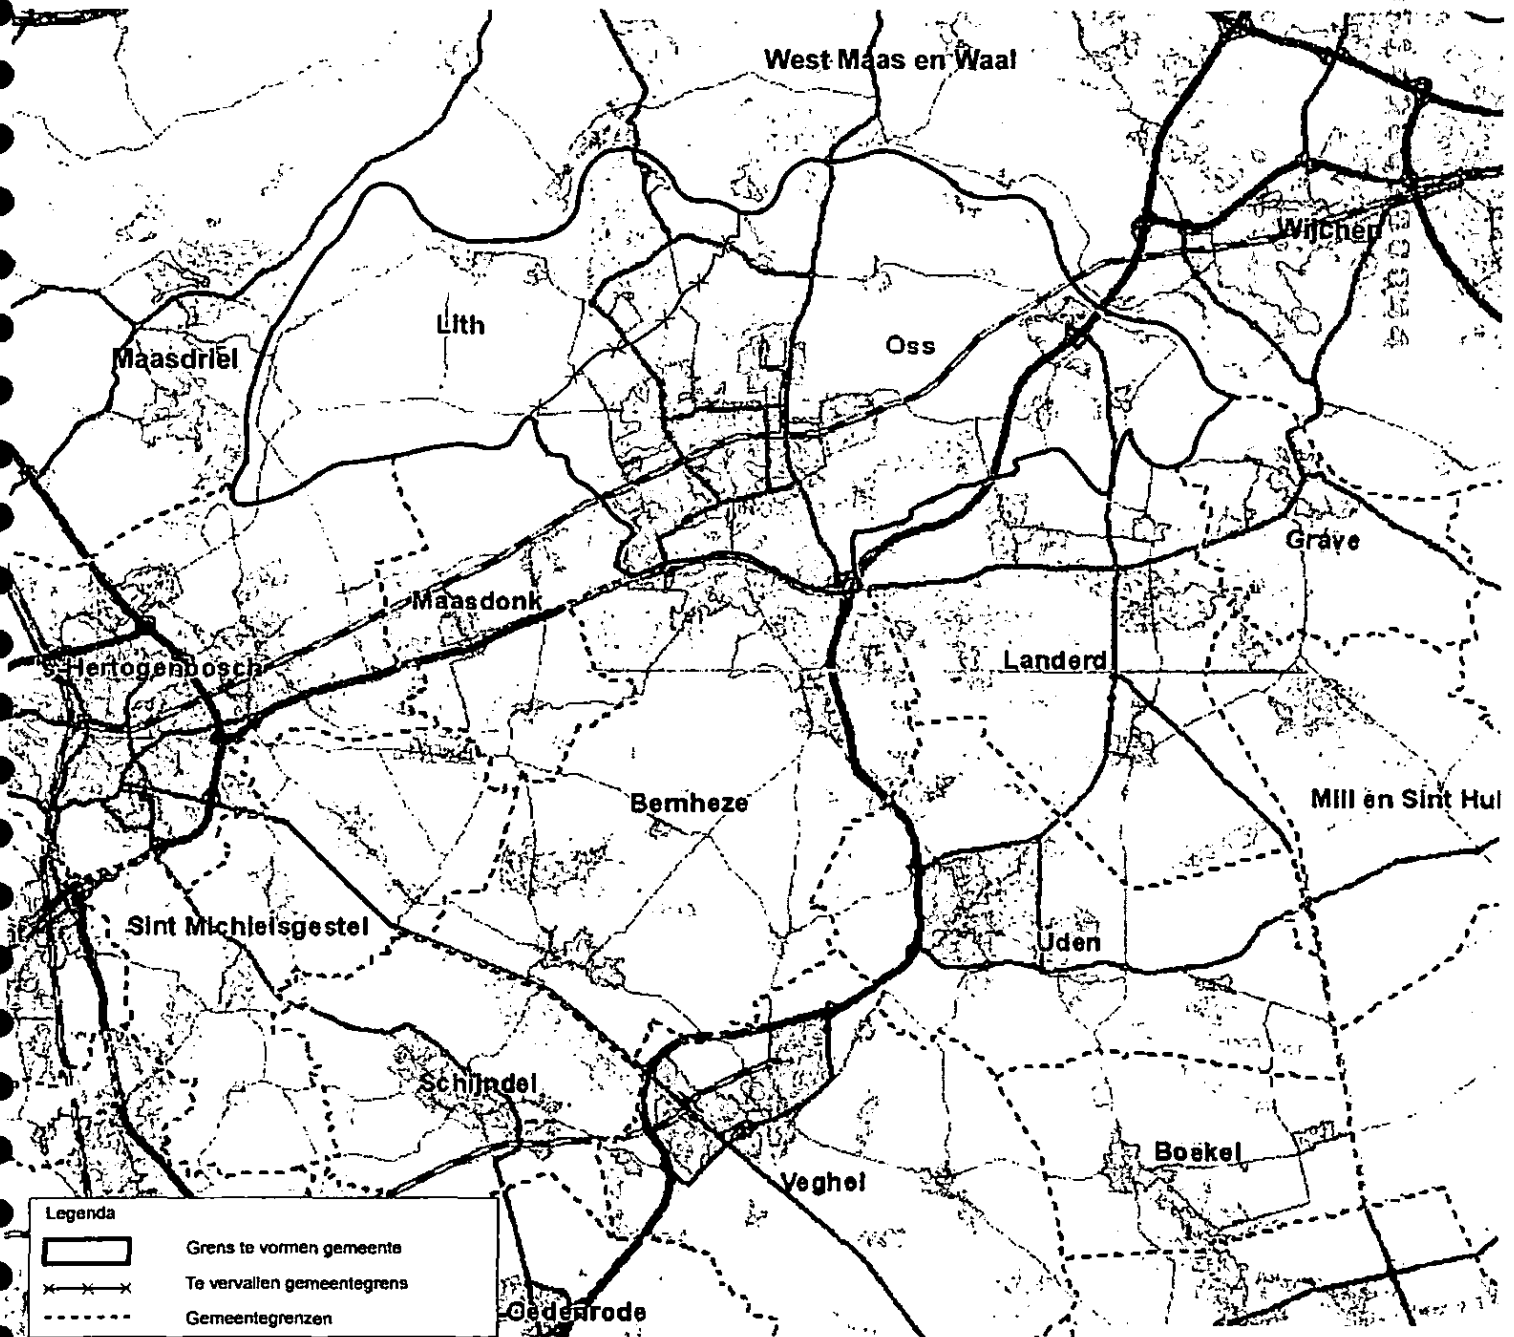 West Maas en Waal
Wijchen
Lith
Oss
Maasdriel
Grave
Maasdonk
's-Hertogenbosch
Landerd
Bernheze
Mill en Sint Hu
Sint Michielsgestel
Uden
Schijndel
Boekel
Veghel
Legenda
Grens te vormen gemeente
Te vervallen gemeentegrens
Gemeentegrenzen
Oedenrode